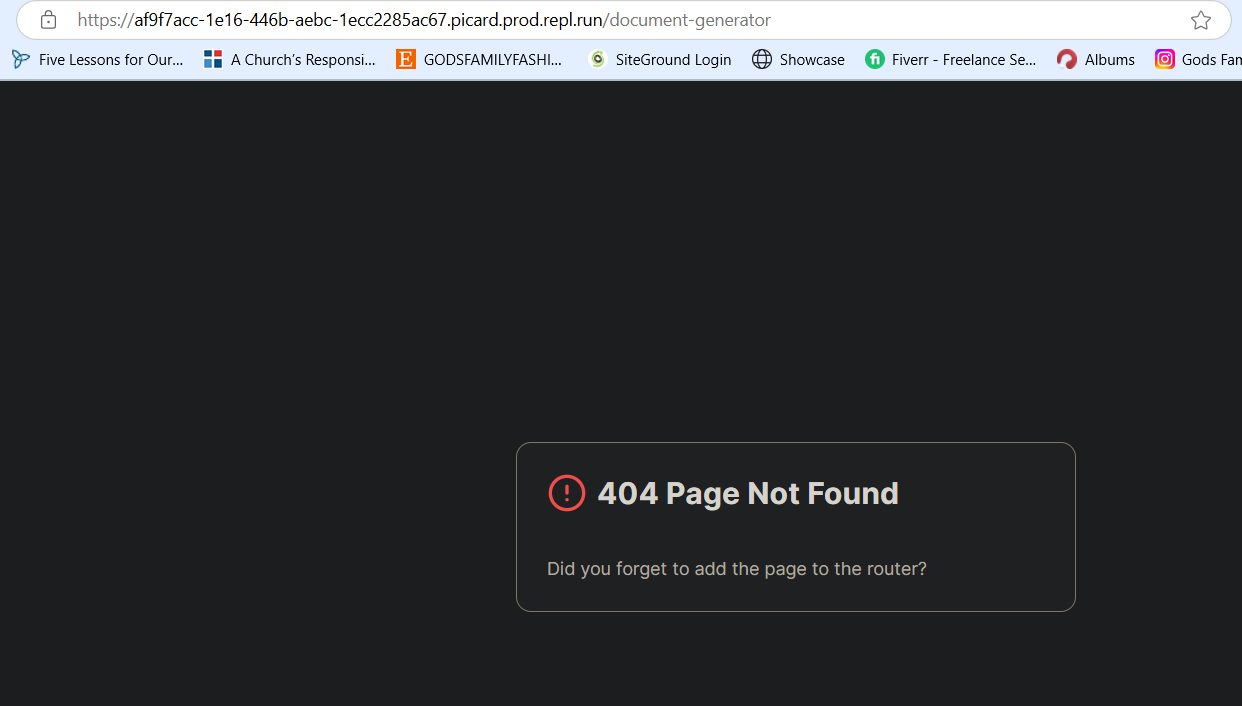 https://af9f7acc-1e16-446b-aebc-1ecc2285ac67.picard.prod.repl.run/document-generator
Five Lessons for Our... A Church’s Responsi... E GODSFAMILYFASHI... SiteGround Login Showcase fi Fiverr - Freelance Se... Albums Gods Fam
404 Page Not Found
Did you forget to add the page to the router?